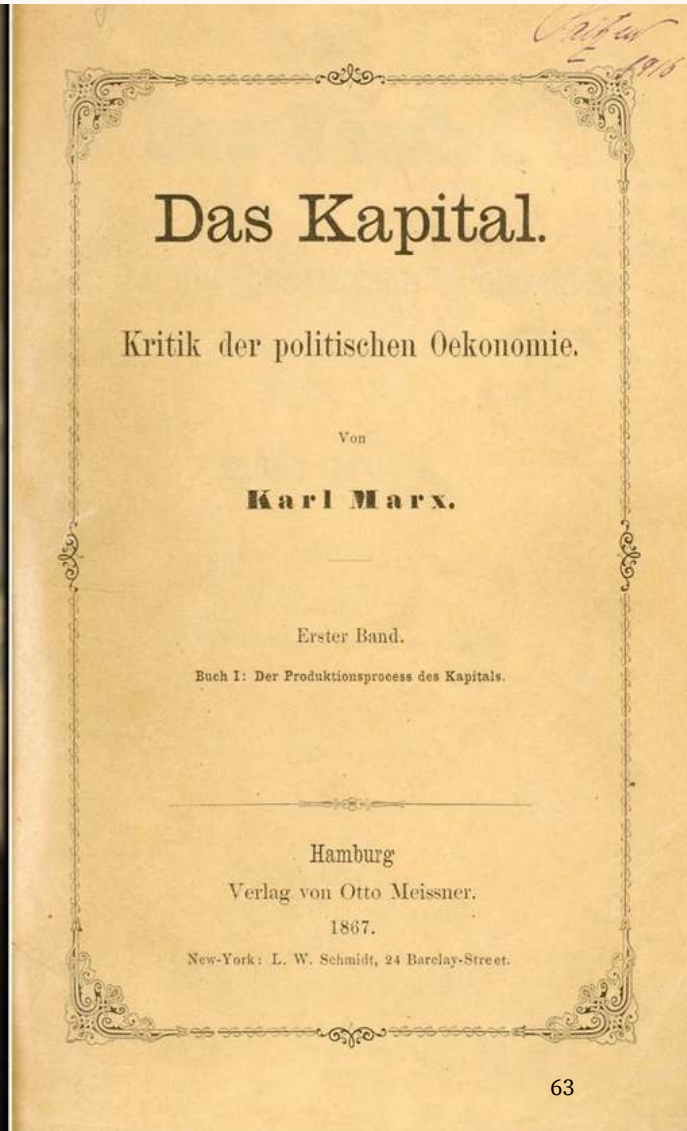 1916
Das Kapital.
Kritik der politischen Oekonomie.
Von
Karl Marx.
Erster Band.
Buch I: Der Produktionsprocess des Kapitals.
Hamburg
Verlag von Otto Meissner.
1867.
New-York: L. W. Schmidt, 24 Barclay-Street.
63